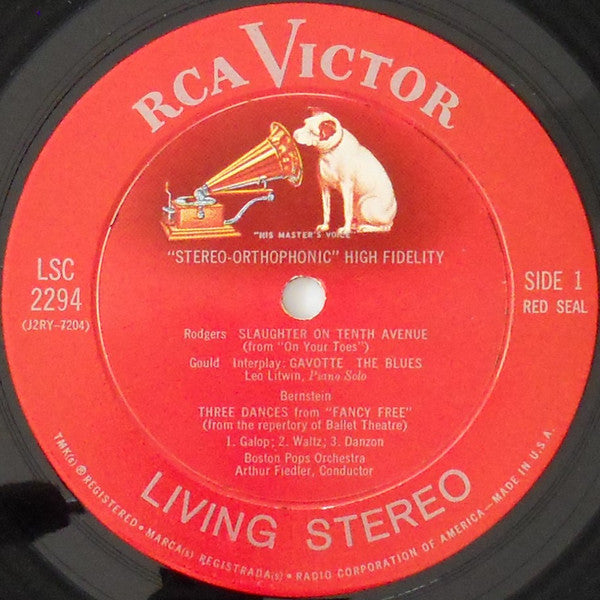 RCA VICTOR
"HIS MASTER'S VOICE"
"STEREO-ORTHOPHONIC" HIGH FIDELITY
LSC
2294
(J2RY-7204)
SIDE 1
RED SEAL
Rodgers SLAUGHTER ON TENTH AVENUE
(from "On Your Toes")
Gould Interplay: GAVOTTE THE BLUES
Leo Litwin, Piano Solo
Bernstein
THREE DANCES from "FANCY FREE"
(from the repertory of Ballet Theatre)
1. Galop; 2. Waltz; 3. Danzon
Boston Pops Orchestra
Arthur Fiedler, Conductor
LIVING STEREO
TMK(s) ® REGISTERED • MARCA(s) REGISTRADA(s) • RADIO CORPORATION OF AMERICA—MADE IN U.S.A.